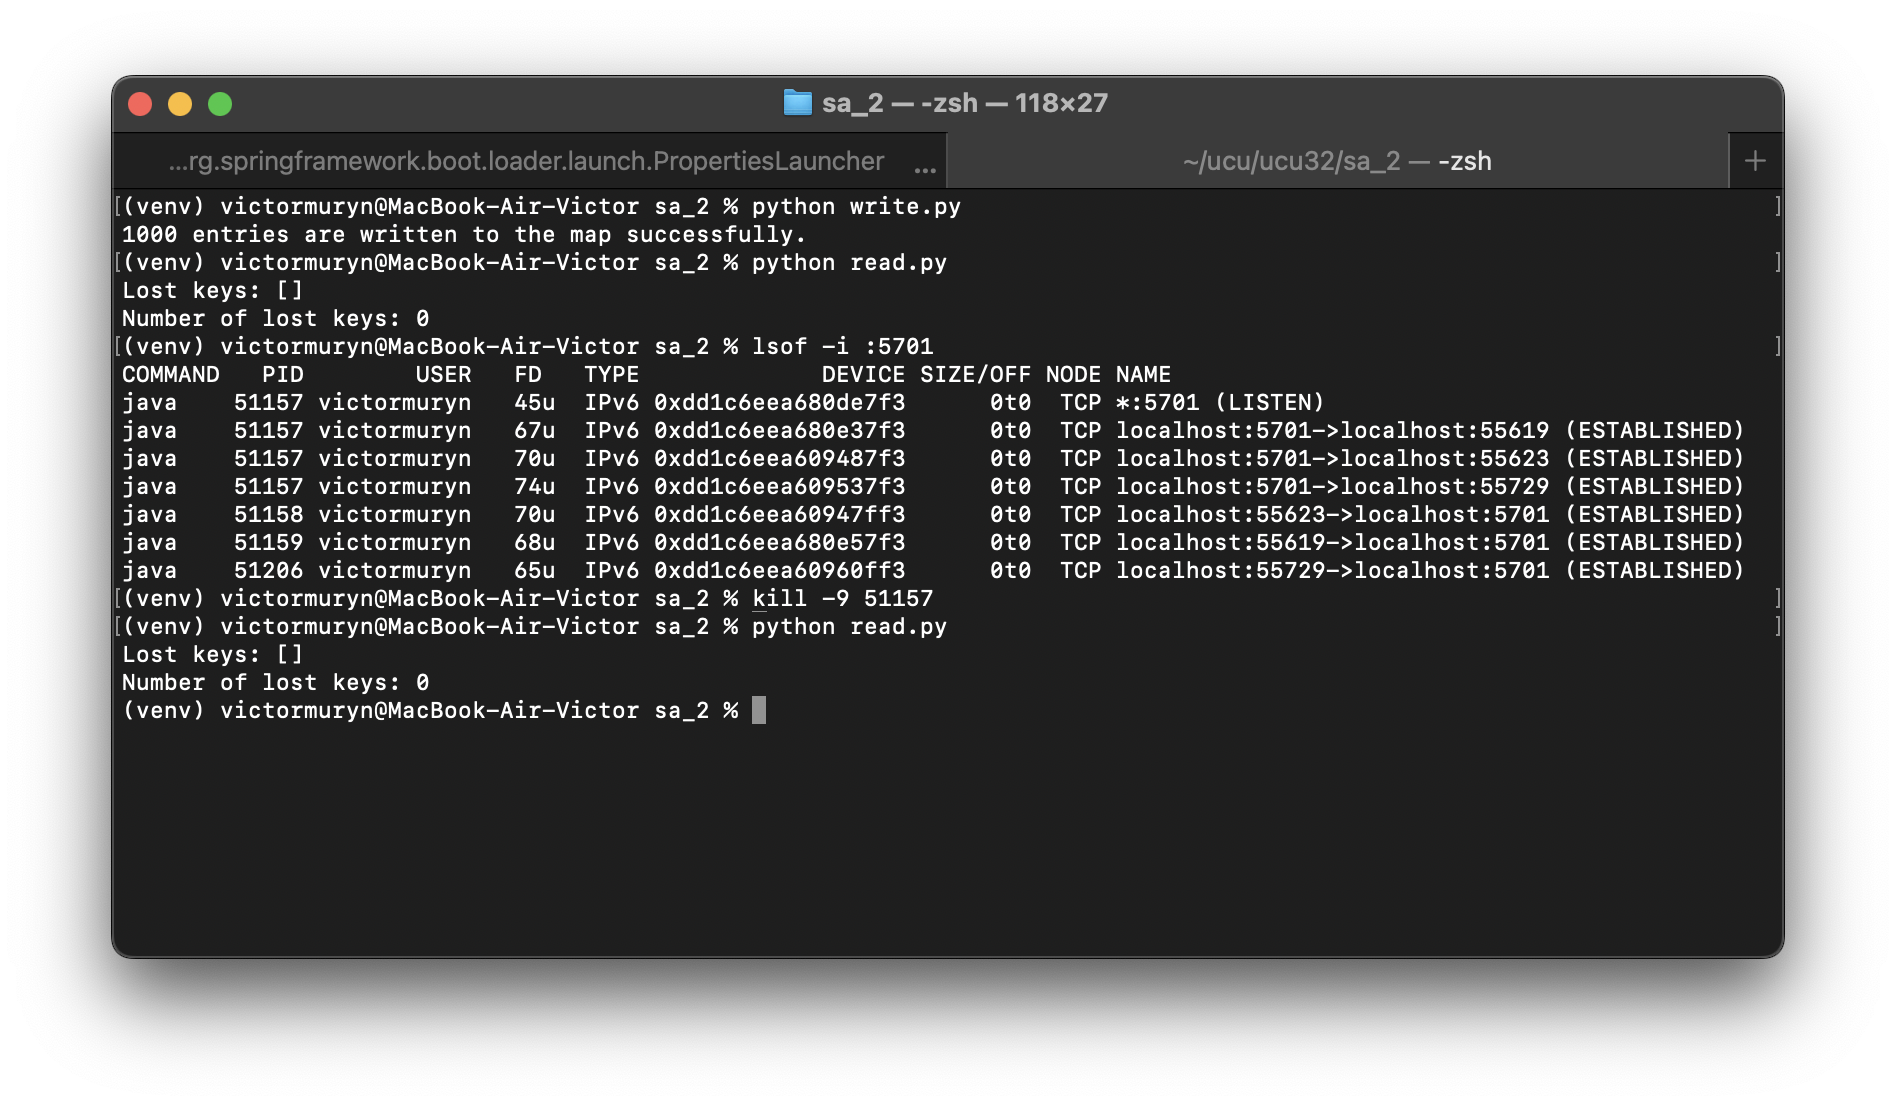 sa_2 — -zsh — 118×27
...rg.springframework.boot.loader.launch.PropertiesLauncher ...
~/ucu/ucu32/sa_2 — -zsh
+
[(venv) victormuryn@MacBook-Air-Victor sa_2 % python write.py ]
1000 entries are written to the map successfully.
[(venv) victormuryn@MacBook-Air-Victor sa_2 % python read.py ]
Lost keys: []
Number of lost keys: 0
[(venv) victormuryn@MacBook-Air-Victor sa_2 % lsof -i :5701 ]
COMMAND   PID        USER   FD   TYPE             DEVICE SIZE/OFF NODE NAME
java    51157 victormuryn   45u  IPv6 0xdd1c6eea680de7f3      0t0  TCP *:5701 (LISTEN)
java    51157 victormuryn   67u  IPv6 0xdd1c6eea680e37f3      0t0  TCP localhost:5701->localhost:55619 (ESTABLISHED)
java    51157 victormuryn   70u  IPv6 0xdd1c6eea609487f3      0t0  TCP localhost:5701->localhost:55623 (ESTABLISHED)
java    51157 victormuryn   74u  IPv6 0xdd1c6eea609537f3      0t0  TCP localhost:5701->localhost:55729 (ESTABLISHED)
java    51158 victormuryn   70u  IPv6 0xdd1c6eea60947ff3      0t0  TCP localhost:55623->localhost:5701 (ESTABLISHED)
java    51159 victormuryn   68u  IPv6 0xdd1c6eea680e57f3      0t0  TCP localhost:55619->localhost:5701 (ESTABLISHED)
java    51206 victormuryn   65u  IPv6 0xdd1c6eea60960ff3      0t0  TCP localhost:55729->localhost:5701 (ESTABLISHED)
[(venv) victormuryn@MacBook-Air-Victor sa_2 % kill -9 51157 ]
[(venv) victormuryn@MacBook-Air-Victor sa_2 % python read.py ]
Lost keys: []
Number of lost keys: 0
(venv) victormuryn@MacBook-Air-Victor sa_2 %